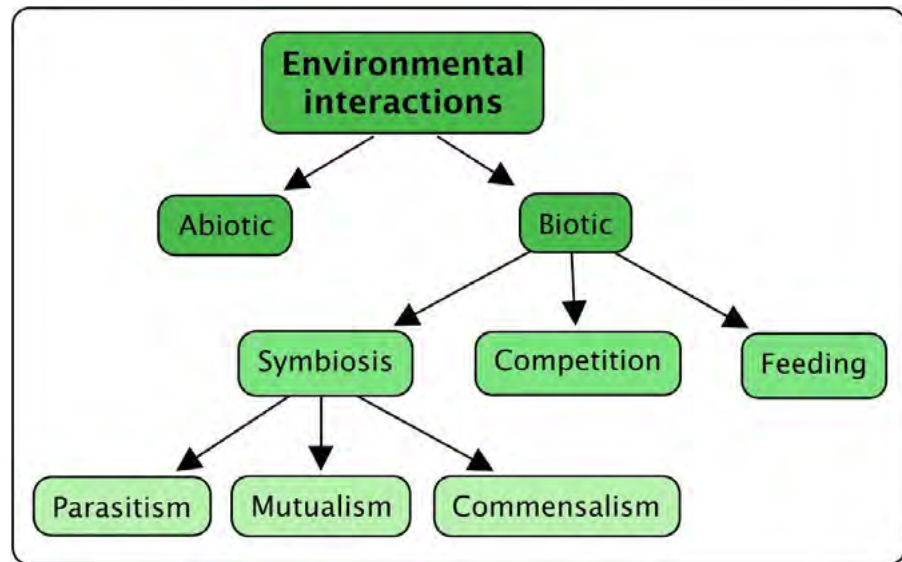 Environmental
interactions
Abiotic
Biotic
Symbiosis
Competition
Feeding
Parasitism
Mutualism
Commensalism